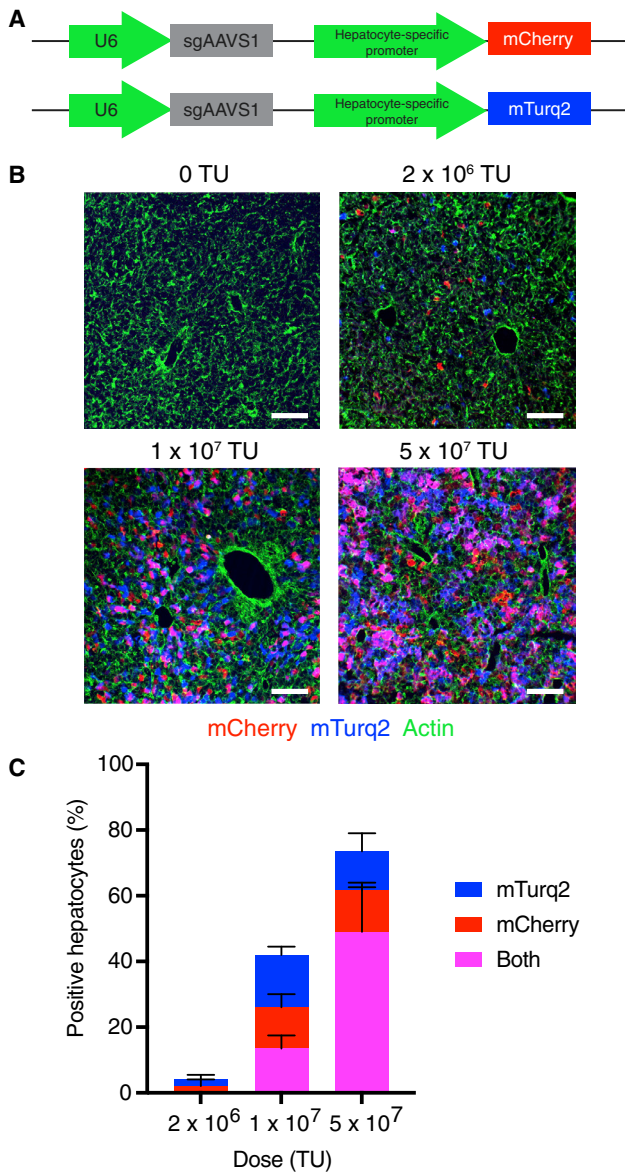 A
U6 sgAAVS1 Hepatocyte-specific promoter mCherry
U6 sgAAVS1 Hepatocyte-specific promoter mTurq2
B
0 TU 2 x 10⁶ TU
1 x 10⁷ TU 5 x 10⁷ TU
mCherry mTurq2 Actin
C
Positive hepatocytes (%)
100
80
60
40
20
0
mTurq2
mCherry
Both
2 x 10⁶ 1 x 10⁷ 5 x 10⁷
Dose (TU)